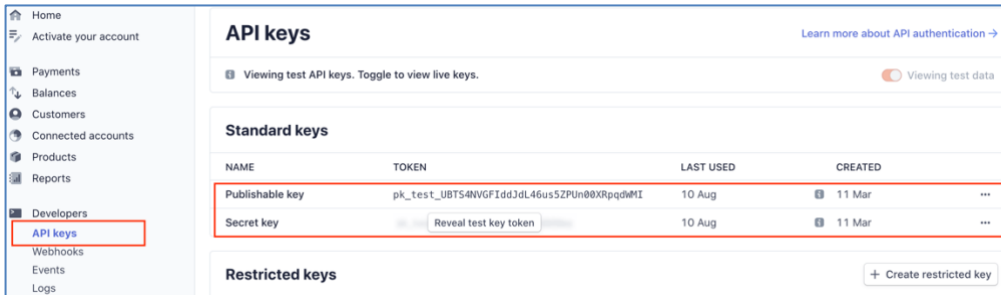 Home
Activate your account
Payments
Balances
Customers
Connected accounts
Products
Reports
Developers
API keys
Webhooks
Events
Logs
API keys
Learn more about API authentication →
Viewing test API keys. Toggle to view live keys.
Viewing test data
Standard keys
NAME TOKEN LAST USED CREATED
Publishable key pk_test_UBTS4NVGFIddJdL46us5ZPUn00XRpqdWMI 10 Aug 11 Mar
Secret key Reveal test key token 10 Aug 11 Mar
Restricted keys
+ Create restricted key